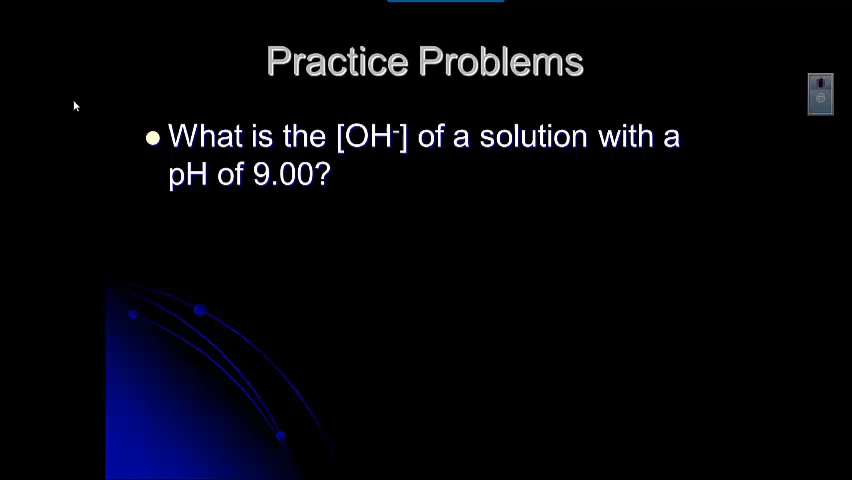 Practice Problems
What is the [OH-] of a solution with a
pH of 9.00?